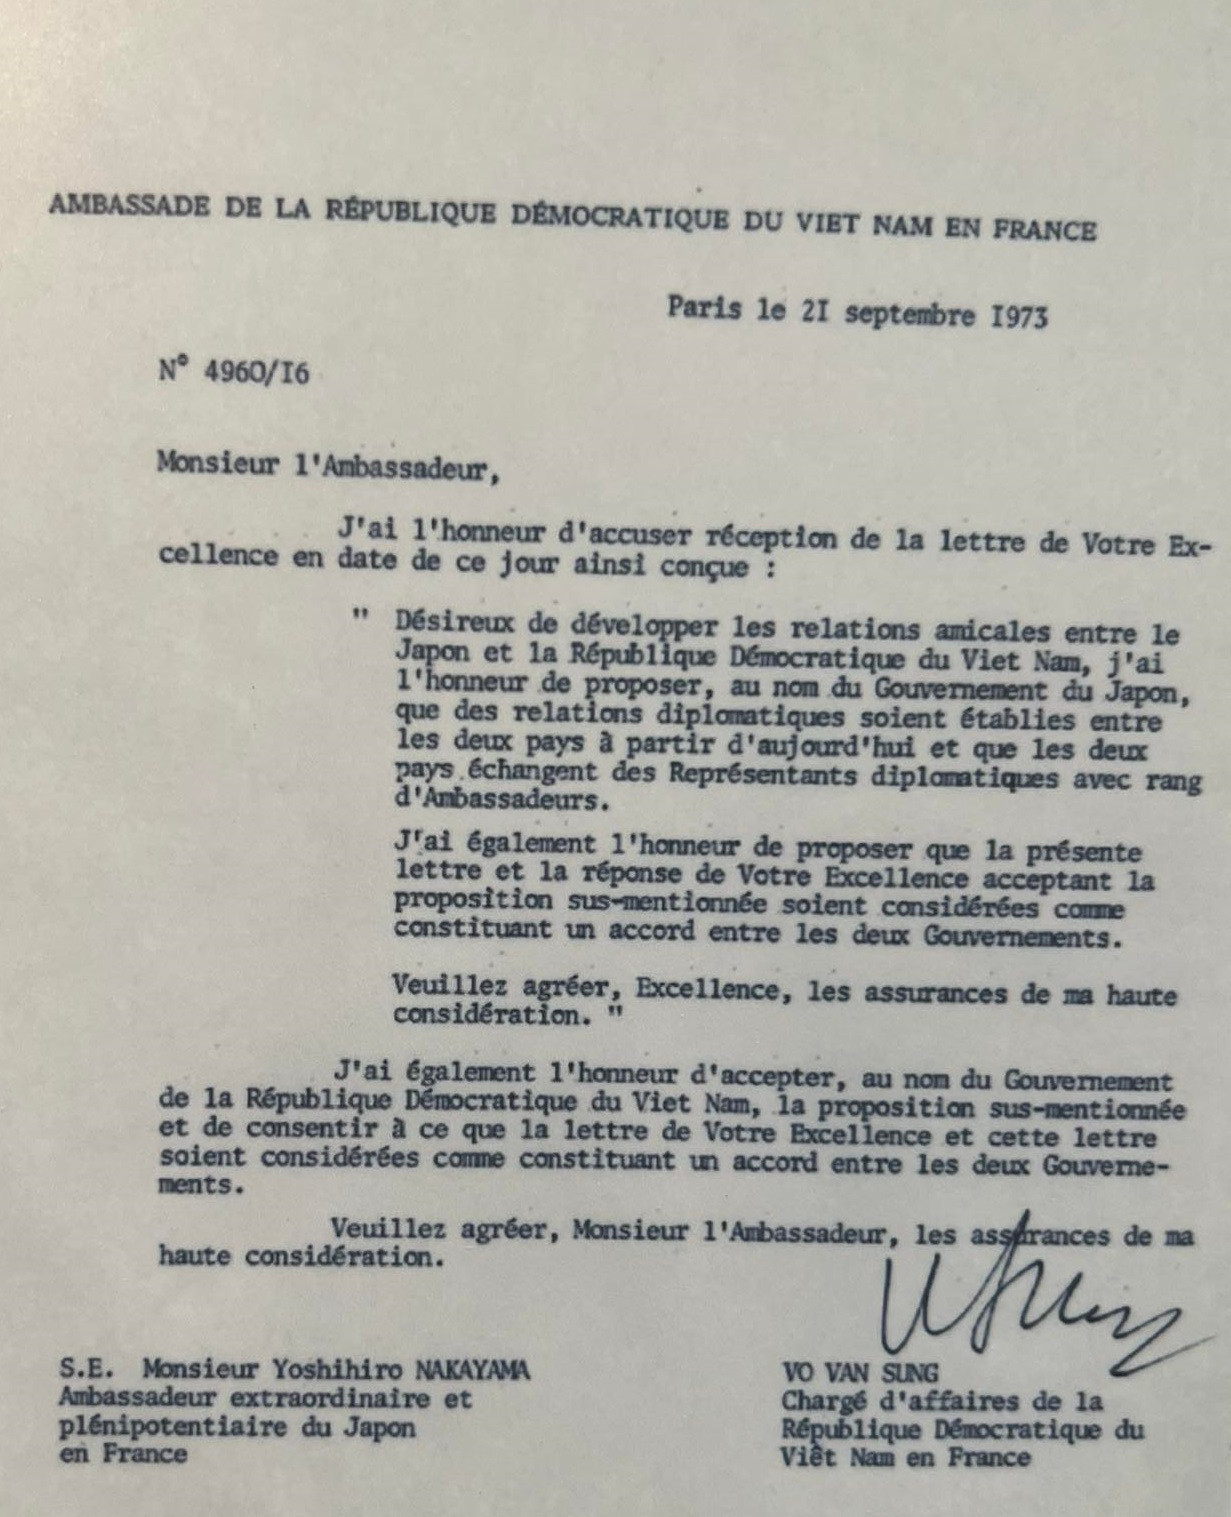 AMBASSADE DE LA RÉPUBLIQUE DÉMOCRATIQUE DU VIET NAM EN FRANCE
Paris le 2I septembre I973
N° 4960/I6
Monsieur l'Ambassadeur,
J'ai l'honneur d'accuser réception de la lettre de Votre Ex-
cellence en date de ce jour ainsi conçue :
" Désireux de développer les relations amicales entre le
Japon et la République Démocratique du Viet Nam, j'ai
l'honneur de proposer, au nom du Gouvernement du Japon,
que des relations diplomatiques soient établies entre
les deux pays à partir d'aujourd'hui et que les deux
pays échangent des Représentants diplomatiques avec rang
d'Ambassadeurs.
J'ai également l'honneur de proposer que la présente
lettre et la réponse de Votre Excellence acceptant la
proposition sus-mentionnée soient considérées comme
constituant un accord entre les deux Gouvernements.
Veuillez agréer, Excellence, les assurances de ma haute
considération. "
J'ai également l'honneur d'accepter, au nom du Gouvernement
de la République Démocratique du Viet Nam, la proposition sus-mentionnée
et de consentir à ce que la lettre de Votre Excellence et cette lettre
soient considérées comme constituant un accord entre les deux Gouverne-
ments.
Veuillez agréer, Monsieur l'Ambassadeur, les assurances de ma
haute considération.
S.E. Monsieur Yoshihiro NAKAYAMA
Ambassadeur extraordinaire et
plénipotentiaire du Japon
en France
VO VAN SUNG
Chargé d'affaires de la
République Démocratique du
Viêt Nam en France